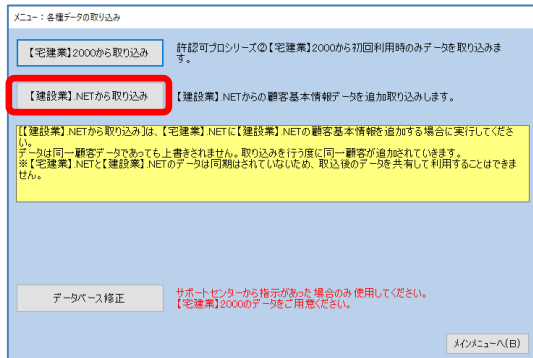 メニュー：各種データの取り込み
【宅建業】2000から取り込み
許認可プロシリーズ②【宅建業】2000から初回利用時のみデータを取り込みま
す。
【建設業】.NETから取り込み
【建設業】.NETからの顧客基本情報データを追加取り込みします。
[【建設業】.NETから取り込み]は、【宅建業】.NETに【建設業】.NETの顧客基本情報を追加する場合に実行してくださ
い。
データは同一顧客データであっても上書きされません。取り込みを行う度に同一顧客が追加されていきます。
※【宅建業】.NETと【建設業】.NETのデータは同期はされていないため、取込後のデータを共有して利用することはできま
せん。
データベース修正
サポートセンターから指示があった場合のみ使用してください。
【宅建業】2000のデータをご用意ください。
メインメニューへ(B)